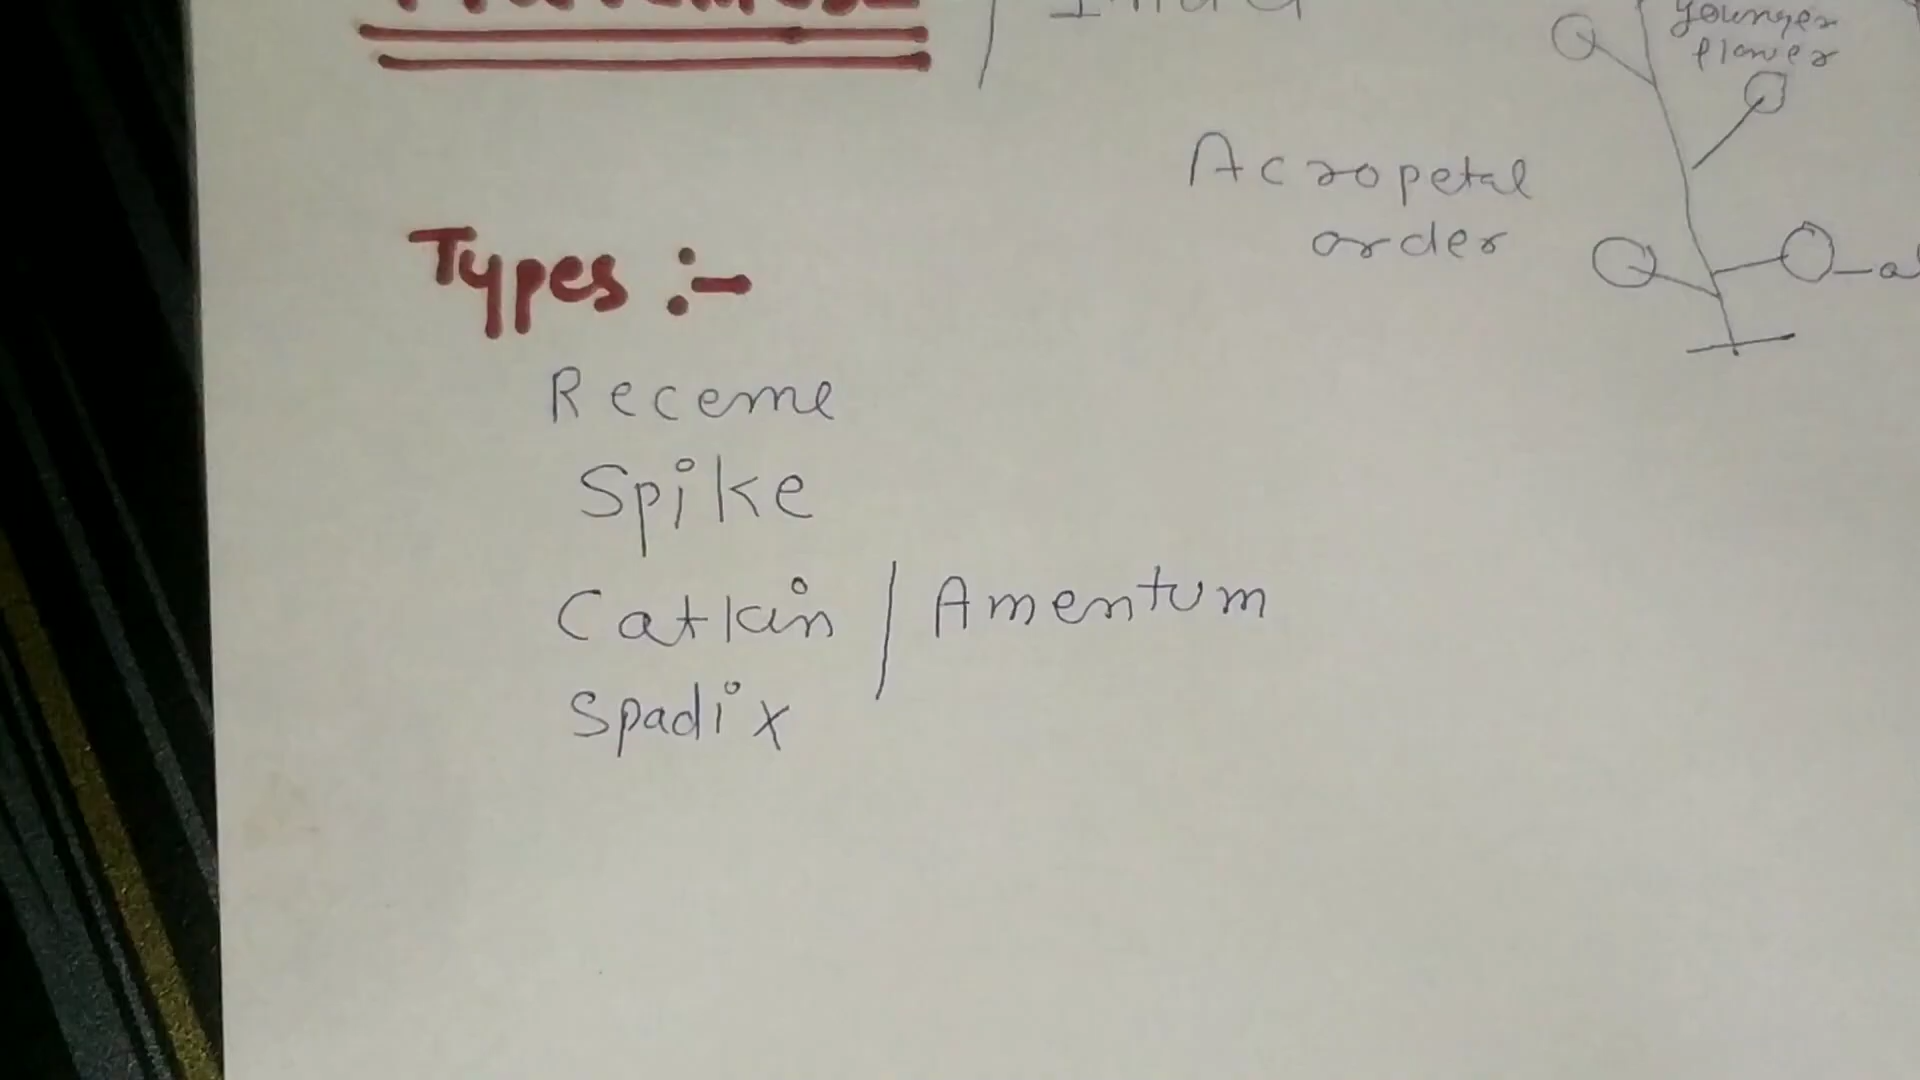 younger
flower
Acropetal
order
Types :-
Receme
Spike
Catkin / Amentum
Spadix